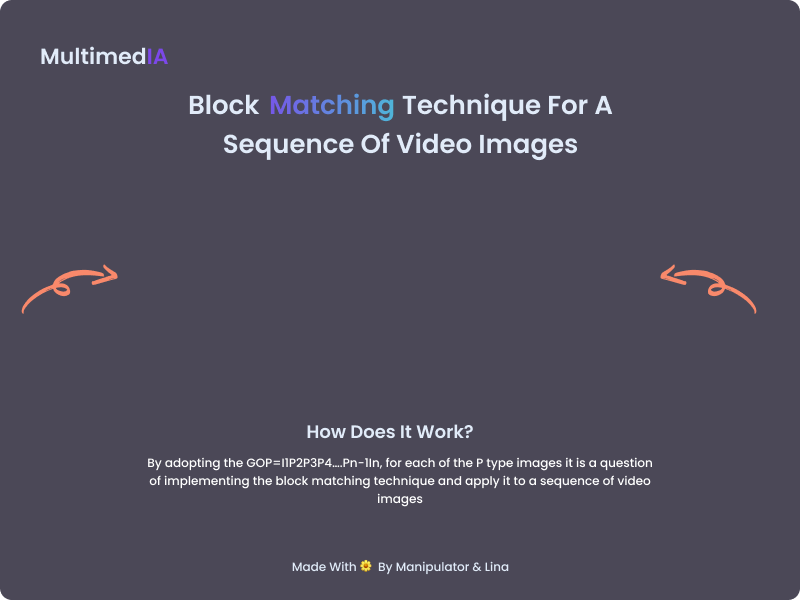 MultimedIA
Block Matching Technique For A
Sequence Of Video Images
How Does It Work?
By adopting the GOP=I1P2P3P4....Pn-1In, for each of the P type images it is a question
of implementing the block matching technique and apply it to a sequence of video
images
Made With 🌼 By Manipulator & Lina